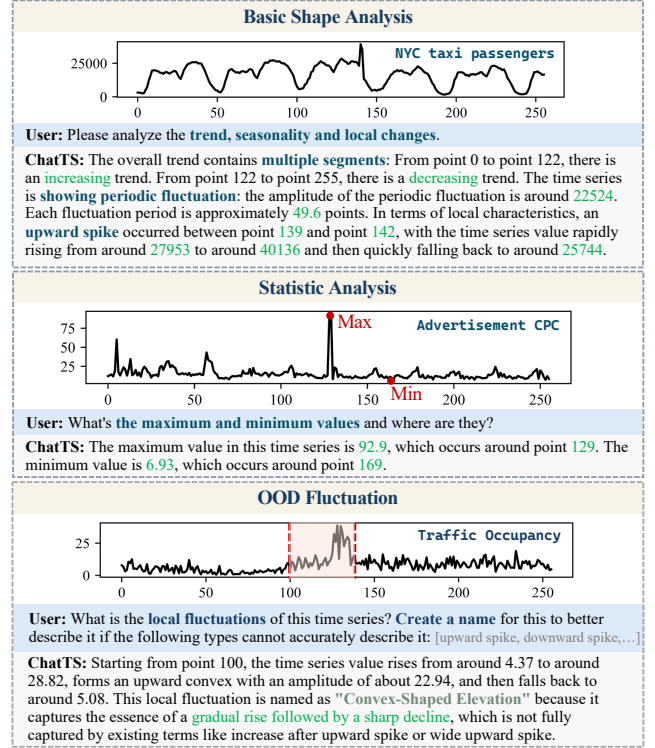 Basic Shape Analysis
NYC taxi passengers
25000
0
0 50 100 150 200 250
User: Please analyze the trend, seasonality and local changes.
ChatTS: The overall trend contains multiple segments: From point 0 to point 122, there is
an increasing trend. From point 122 to point 255, there is a decreasing trend. The time series
is showing periodic fluctuation: the amplitude of the periodic fluctuation is around 22524.
Each fluctuation period is approximately 49.6 points. In terms of local characteristics, an
upward spike occurred between point 139 and point 142, with the time series value rapidly
rising from around 27953 to around 40136 and then quickly falling back to around 25744.
Statistic Analysis
Advertisement CPC
Max
75
50
25
Min
0 50 100 150 200 250
User: What's the maximum and minimum values and where are they?
ChatTS: The maximum value in this time series is 92.9, which occurs around point 129. The
minimum value is 6.93, which occurs around point 169.
OOD Fluctuation
Traffic Occupancy
25
0
0 50 100 150 200 250
User: What is the local fluctuations of this time series? Create a name for this to better
describe it if the following types cannot accurately describe it: [upward spike, downward spike,…]
ChatTS: Starting from point 100, the time series value rises from around 4.37 to around
28.82, forms an upward convex with an amplitude of about 22.94, and then falls back to
around 5.08. This local fluctuation is named as "Convex-Shaped Elevation" because it
captures the essence of a gradual rise followed by a sharp decline, which is not fully
captured by existing terms like increase after upward spike or wide upward spike.